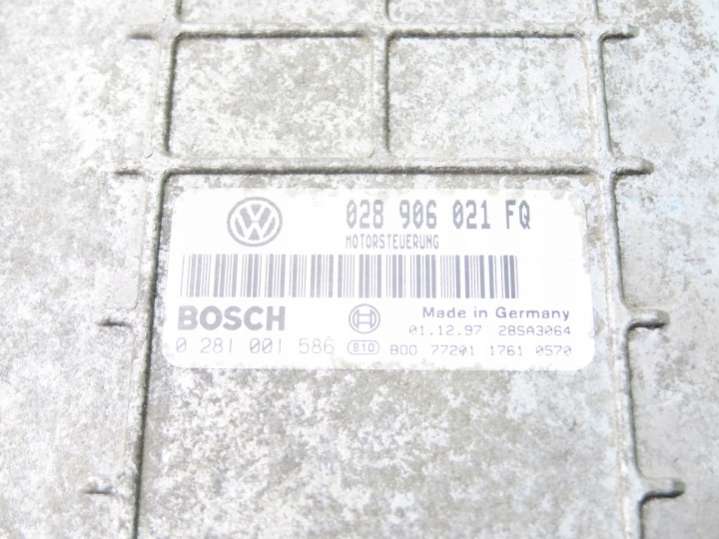 028 906 021 FQ
MOTORSTEUERUNG
BOSCH
Made in Germany
01.12.97 28SA3064
0 281 001 586 810 BDD 77201 1761 0570